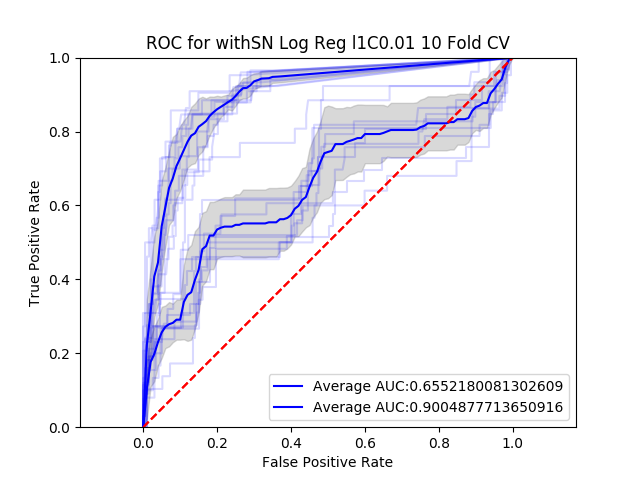 ROC for withSN Log Reg l1C0.01 10 Fold CV
True Positive Rate
1.0
0.8
0.6
0.4
0.2
0.0
Average AUC:0.6552180081302609
Average AUC:0.9004877713650916
0.0 0.2 0.4 0.6 0.8 1.0
False Positive Rate